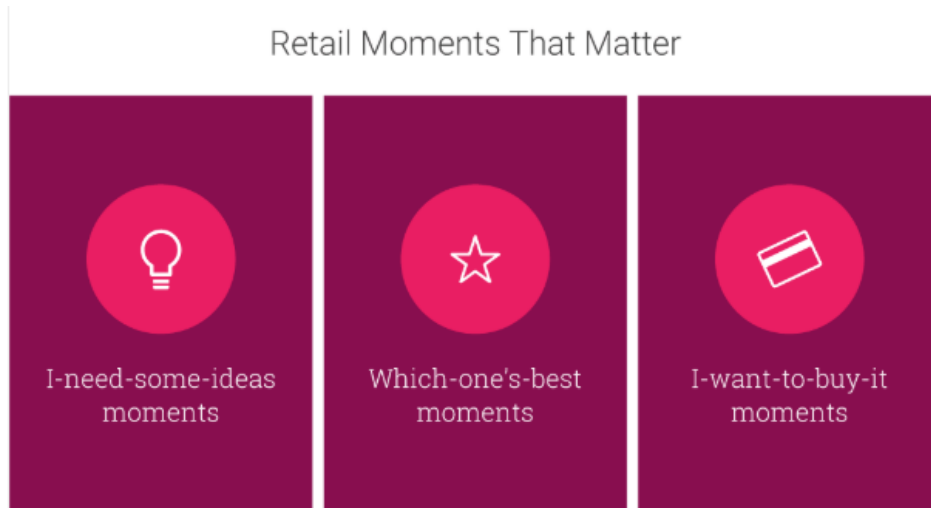 Retail Moments That Matter
I-need-some-ideas
moments
Which-one's-best
moments
I-want-to-buy-it
moments